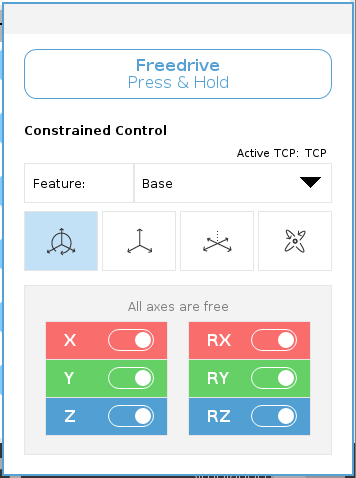 Freedrive
Press & Hold
Constrained Control
Active TCP: TCP
Feature: Base
All axes are free
X RX
Y RY
Z RZ